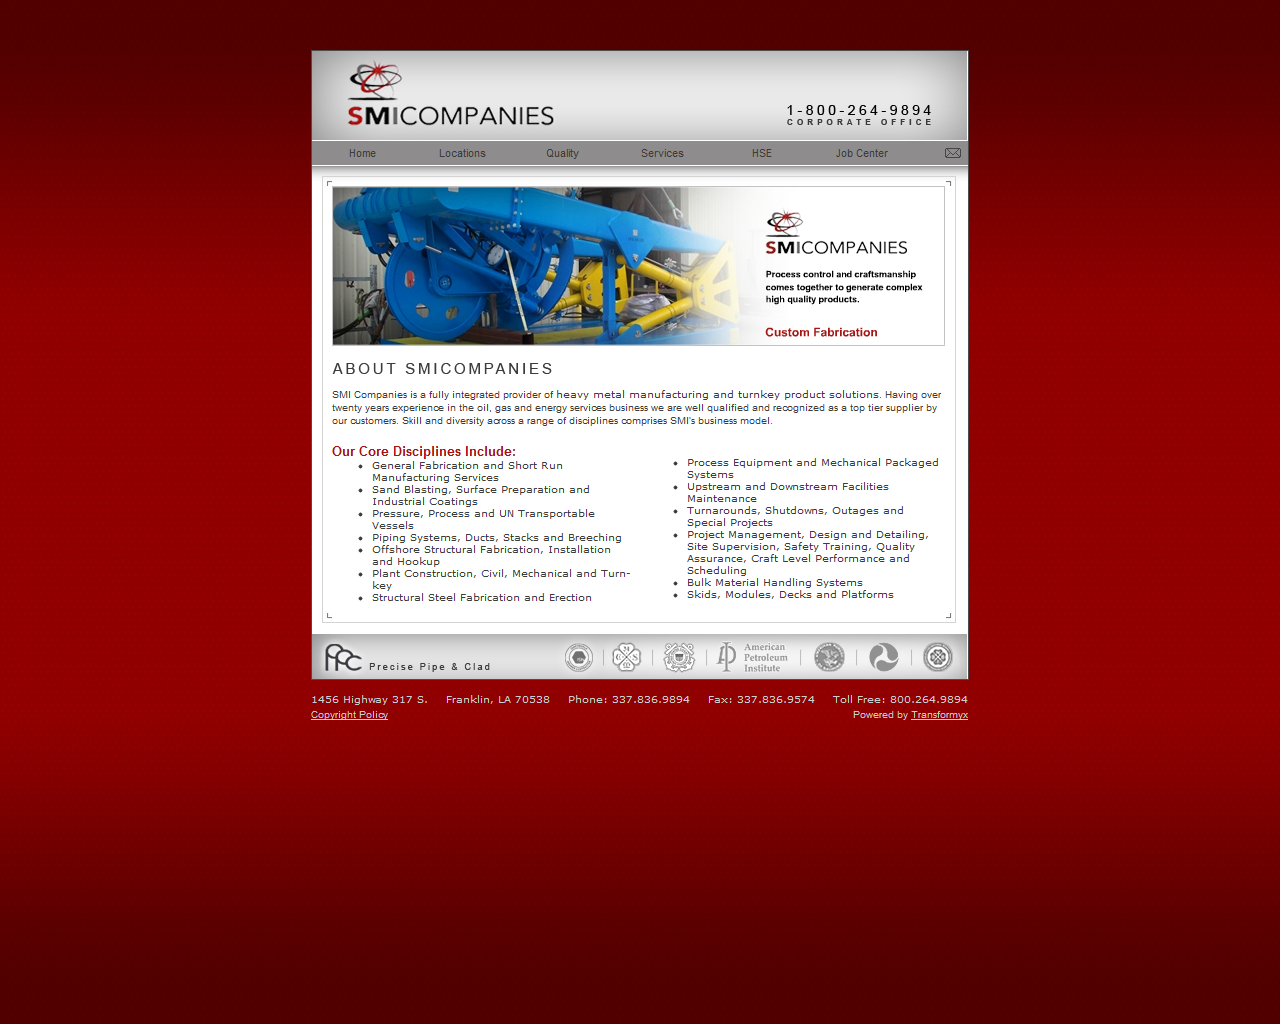 SMICOMPANIES
1-800-264-9894
CORPORATE OFFICE
Home Locations Quality Services HSE Job Center
SMICOMPANIES
Process control and craftsmanship
comes together to generate complex
high quality products.
Custom Fabrication
ABOUT SMICOMPANIES
SMI Companies is a fully integrated provider of heavy metal manufacturing and turnkey product solutions. Having over
twenty years experience in the oil, gas and energy services business we are well qualified and recognized as a top tier supplier by
our customers. Skill and diversity across a range of disciplines comprises SMI's business model.
Our Core Disciplines Include:
General Fabrication and Short Run
Manufacturing Services
Sand Blasting, Surface Preparation and
Industrial Coatings
Pressure, Process and UN Transportable
Vessels
Piping Systems, Ducts, Stacks and Breeching
Offshore Structural Fabrication, Installation
and Hookup
Plant Construction, Civil, Mechanical and Turn-
key
Structural Steel Fabrication and Erection
Process Equipment and Mechanical Packaged
Systems
Upstream and Downstream Facilities
Maintenance
Turnarounds, Shutdowns, Outages and
Special Projects
Project Management, Design and Detailing,
Site Supervision, Safety Training, Quality
Assurance, Craft Level Performance and
Scheduling
Bulk Material Handling Systems
Skids, Modules, Decks and Platforms
PPC Precise Pipe & Clad
American
Petroleum
Institute
1456 Highway 317 S. Franklin, LA 70538 Phone: 337.836.9894 Fax: 337.836.9574 Toll Free: 800.264.9894
Copyright Policy Powered by Transformyx